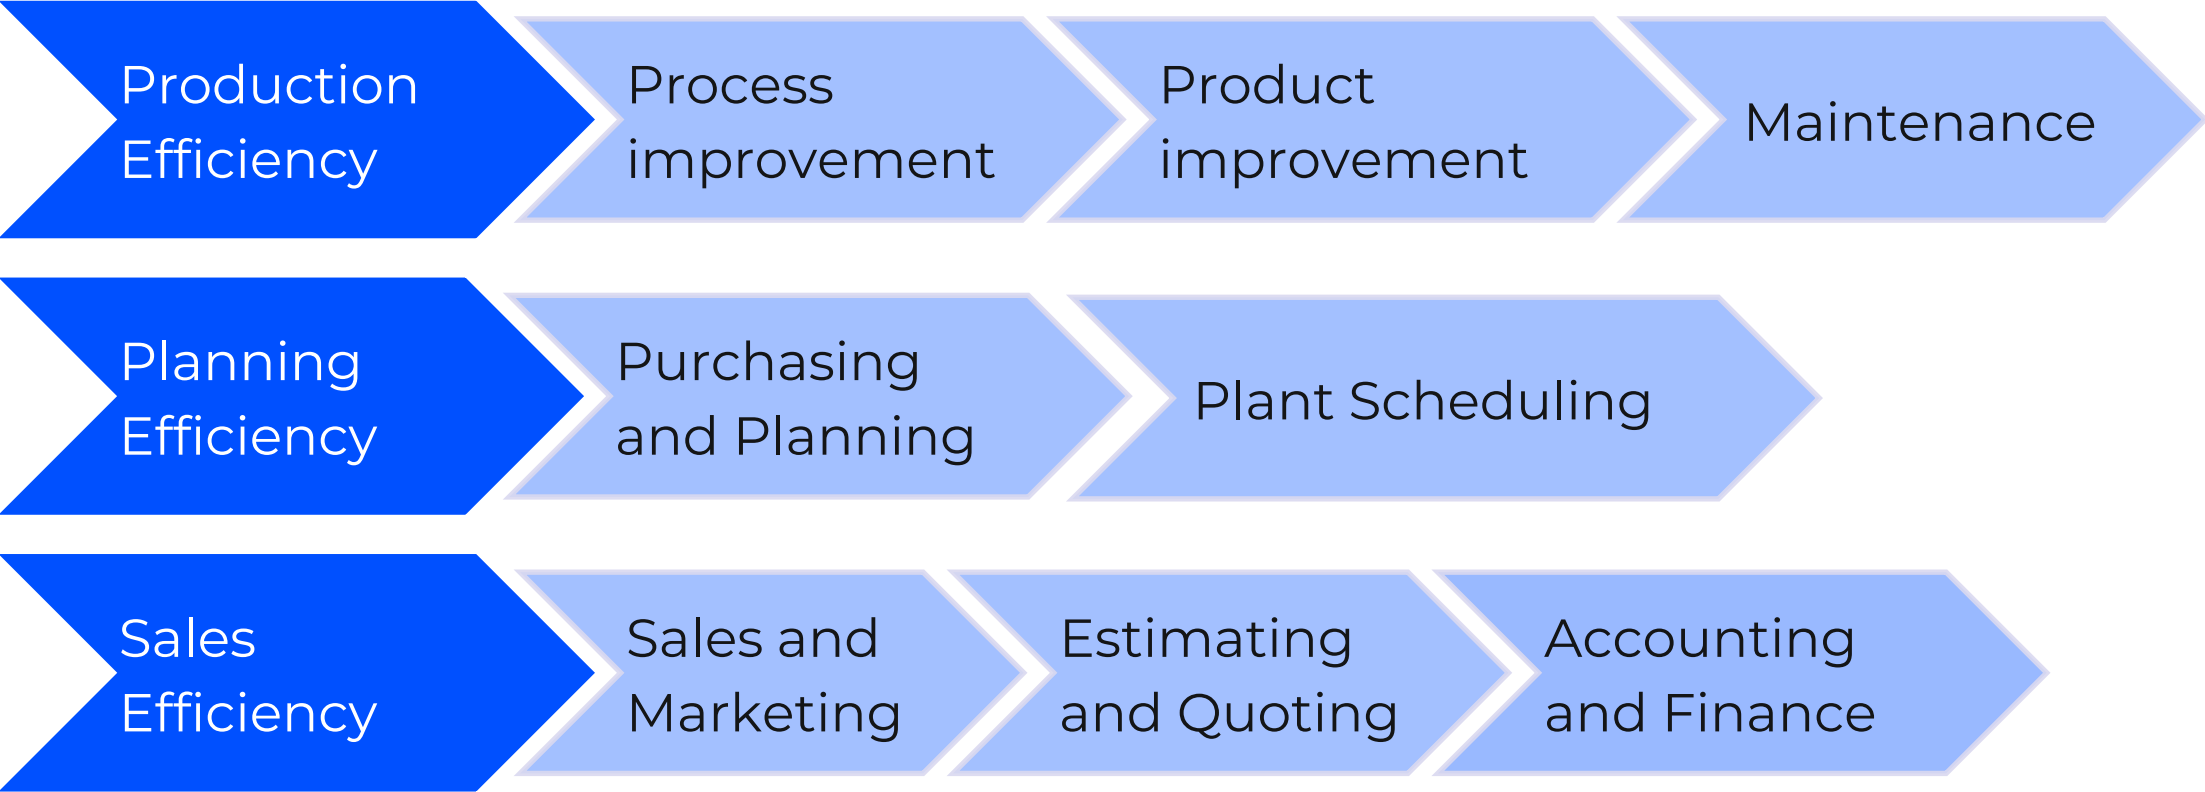 Production
Efficiency
Process
improvement
Product
improvement
Maintenance
Planning
Efficiency
Purchasing
and Planning
Plant Scheduling
Sales
Efficiency
Sales and
Marketing
Estimating
and Quoting
Accounting
and Finance